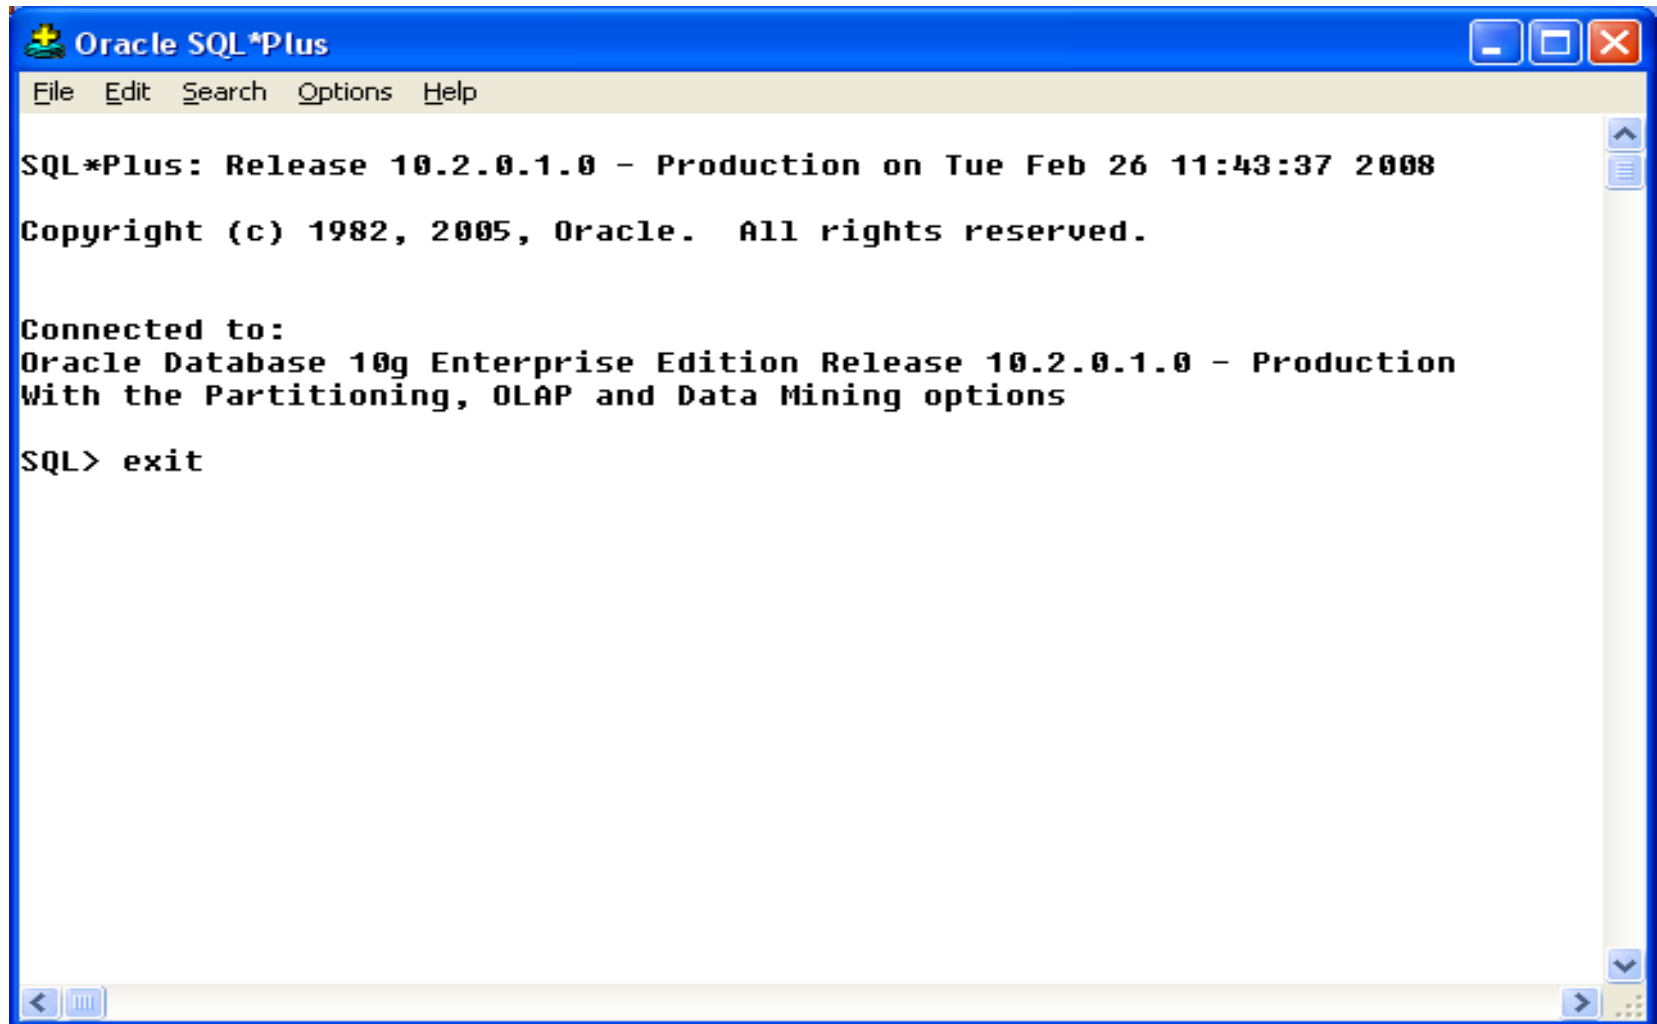 Oracle SQL*Plus
File Edit Search Options Help
SQL*Plus: Release 10.2.0.1.0 - Production on Tue Feb 26 11:43:37 2008
Copyright (c) 1982, 2005, Oracle.  All rights reserved.
Connected to:
Oracle Database 10g Enterprise Edition Release 10.2.0.1.0 - Production
With the Partitioning, OLAP and Data Mining options
SQL> exit